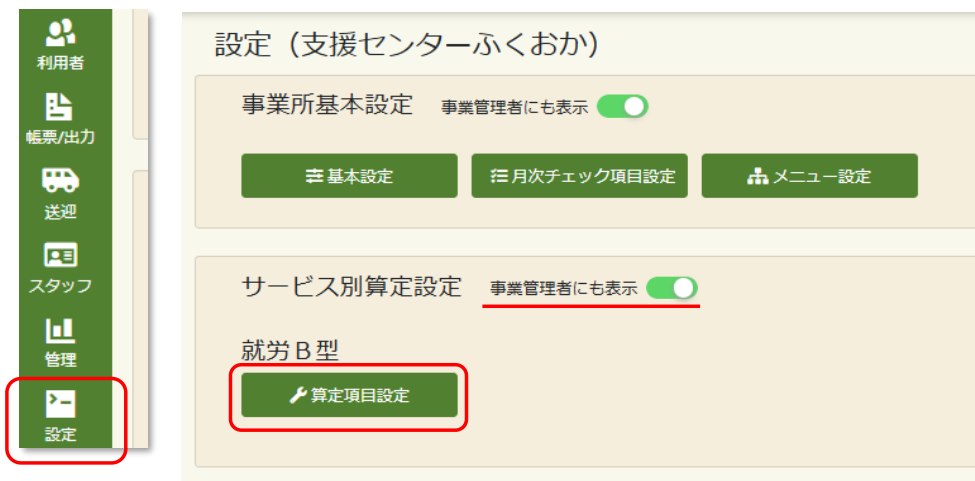 利用者
帳票/出力
送迎
スタッフ
管理
設定
設定（支援センターふくおか）
事業所基本設定 事業管理者にも表示
基本設定 月次チェック項目設定 メニュー設定
サービス別算定設定 事業管理者にも表示
就労Ｂ型
算定項目設定